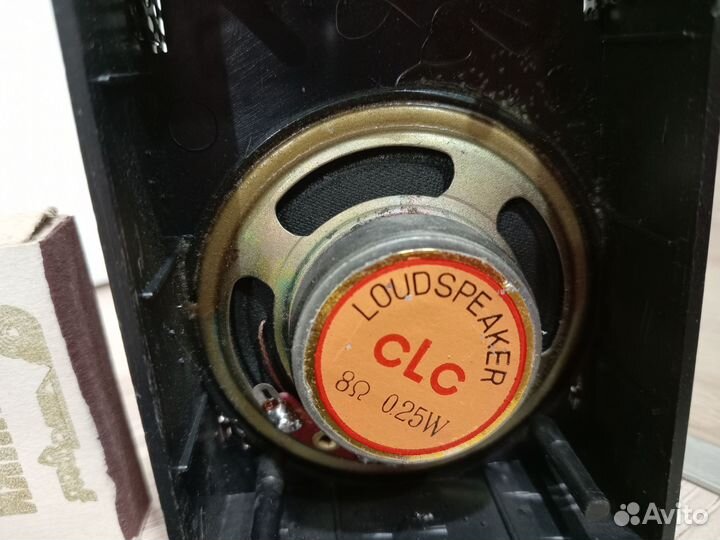 LOUDSPEAKER
CLC
8Ω 0.25W
Avito